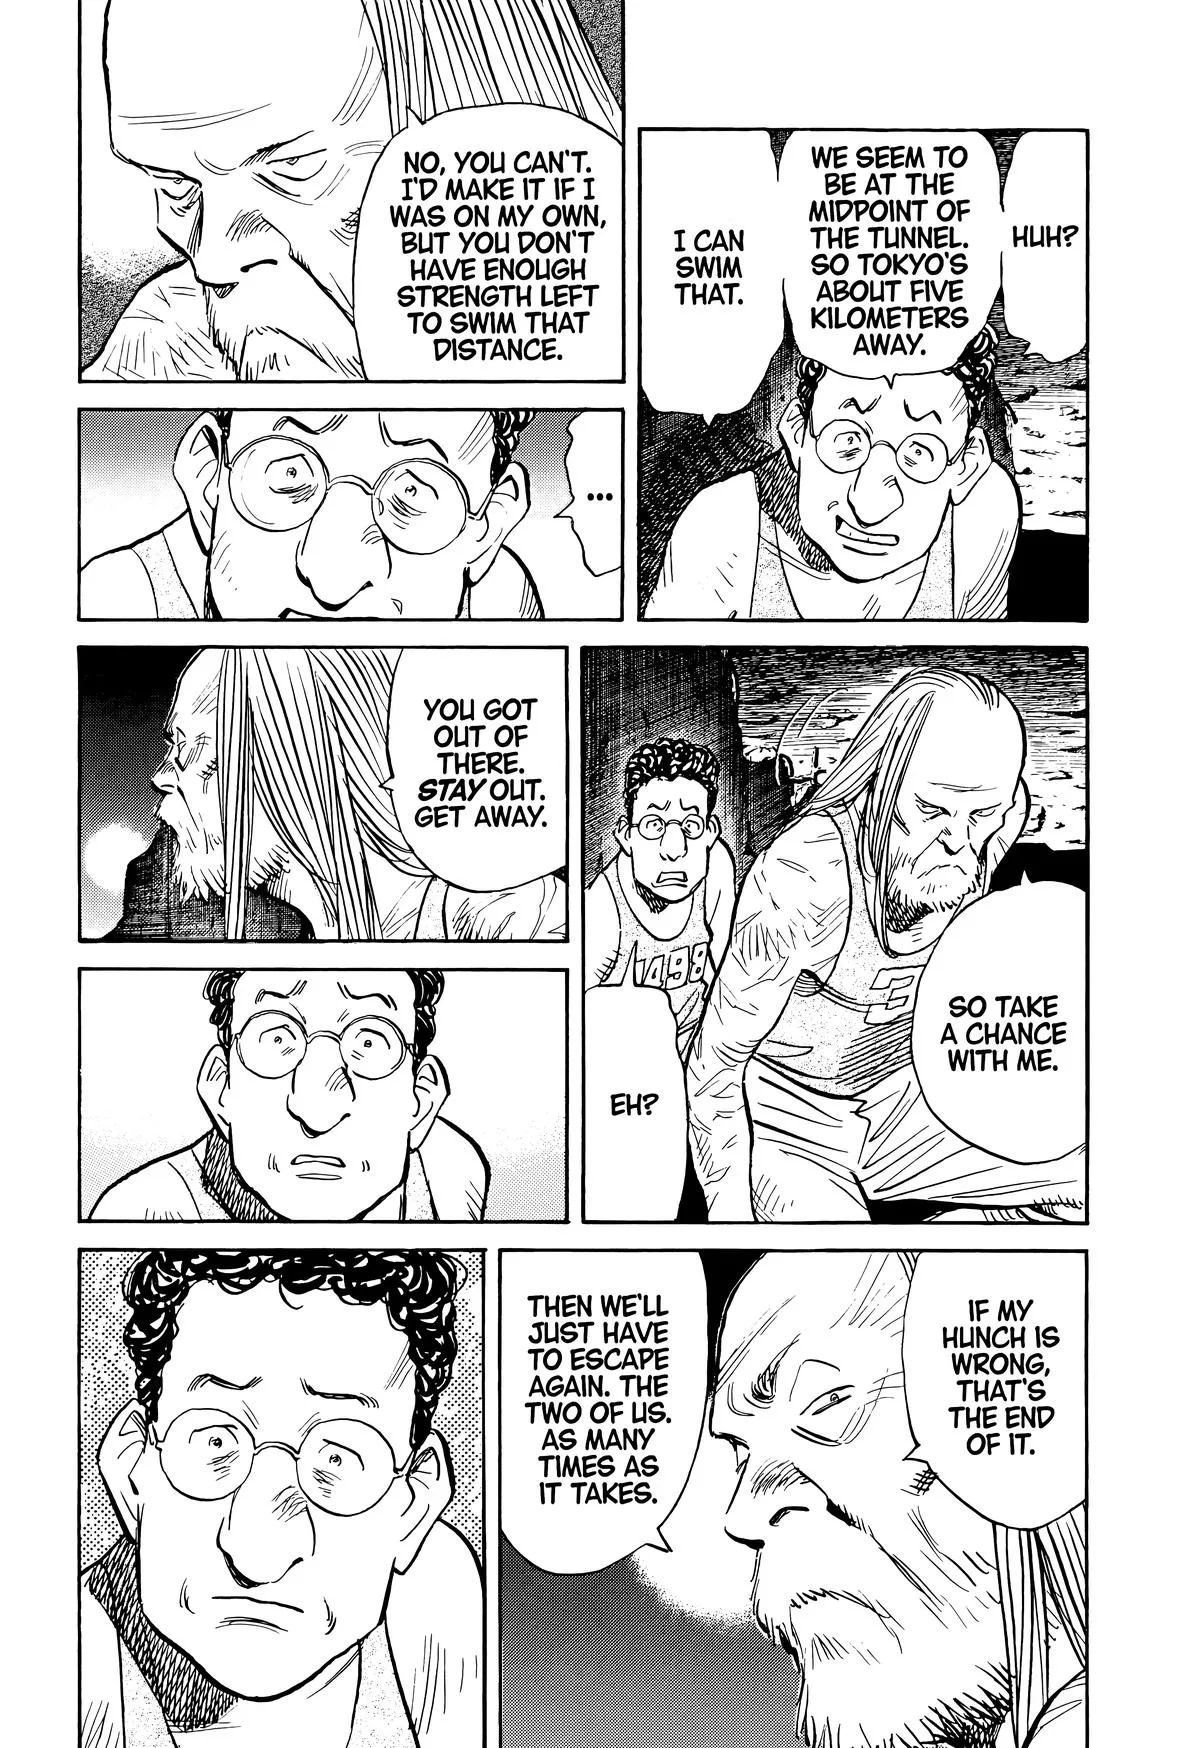 HUH?
WE SEEM TO
BE AT THE
MIDPOINT OF
THE TUNNEL.
SO TOKYO'S
ABOUT FIVE
KILOMETERS
AWAY.
I CAN
SWIM
THAT.
NO, YOU CAN'T.
I'D MAKE IT IF I
WAS ON MY OWN,
BUT YOU DON'T
HAVE ENOUGH
STRENGTH LEFT
TO SWIM THAT
DISTANCE.
...
SO TAKE
A CHANCE
WITH ME.
1498
3
EH?
YOU GOT
OUT OF
THERE.
STAY OUT.
GET AWAY.
IF MY
HUNCH IS
WRONG,
THAT'S
THE END
OF IT.
THEN WE'LL
JUST HAVE
TO ESCAPE
AGAIN. THE
TWO OF US.
AS MANY
TIMES AS
IT TAKES.